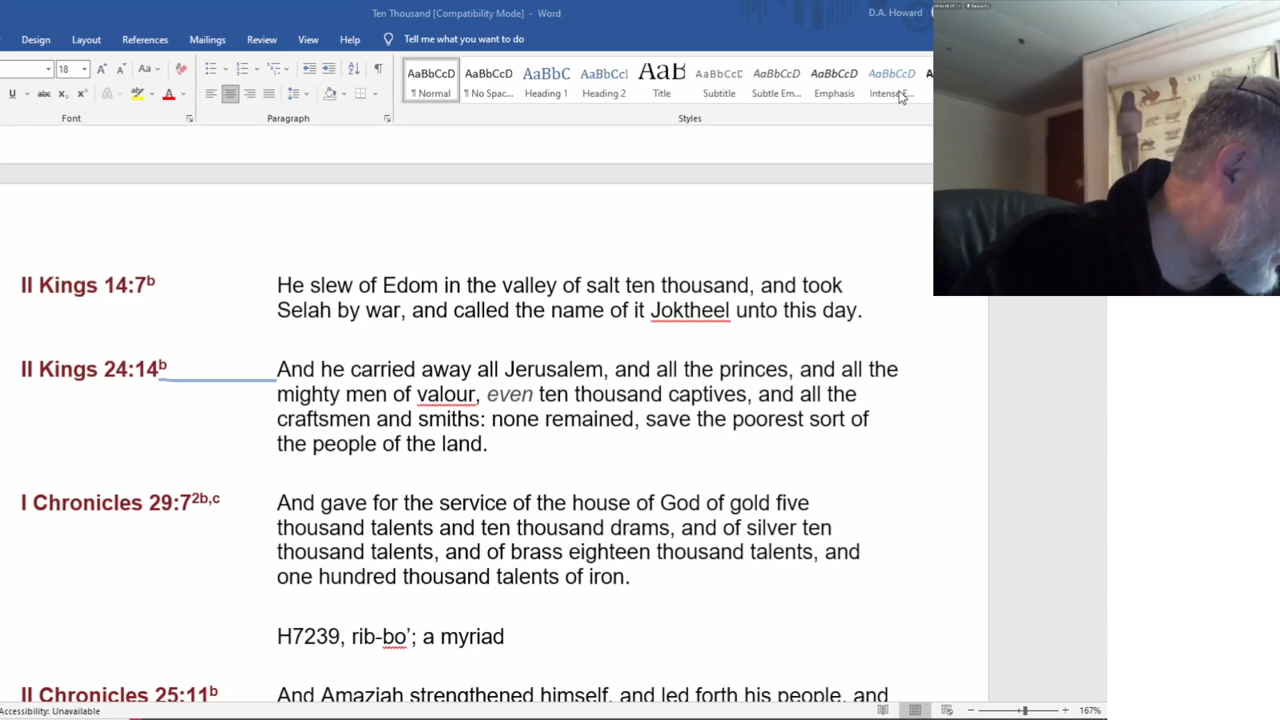 Ten Thousand [Compatibility Mode] - Word
D.A. Howard
Design Layout References Mailings Review View Help Tell me what you want to do
18 Aa
AaBbCcD AaBbCcD AaBbC AaBbCcI AaB AaBbCcD AaBbCcD AaBbCcD AaBbCcD
¶ Normal ¶ No Spac... Heading 1 Heading 2 Title Subtitle Subtle Em... Emphasis Intense E...
Font Paragraph Styles
II Kings 14:7b He slew of Edom in the valley of salt ten thousand, and took
Selah by war, and called the name of it Joktheel unto this day.
II Kings 24:14b And he carried away all Jerusalem, and all the princes, and all the
mighty men of valour, even ten thousand captives, and all the
craftsmen and smiths: none remained, save the poorest sort of
the people of the land.
I Chronicles 29:72b,c And gave for the service of the house of God of gold five
thousand talents and ten thousand drams, and of silver ten
thousand talents, and of brass eighteen thousand talents, and
one hundred thousand talents of iron.
H7239, rib-bo’; a myriad
II Chronicles 25:11b And Amaziah strengthened himself, and led forth his people, and
Accessibility: Unavailable
167%